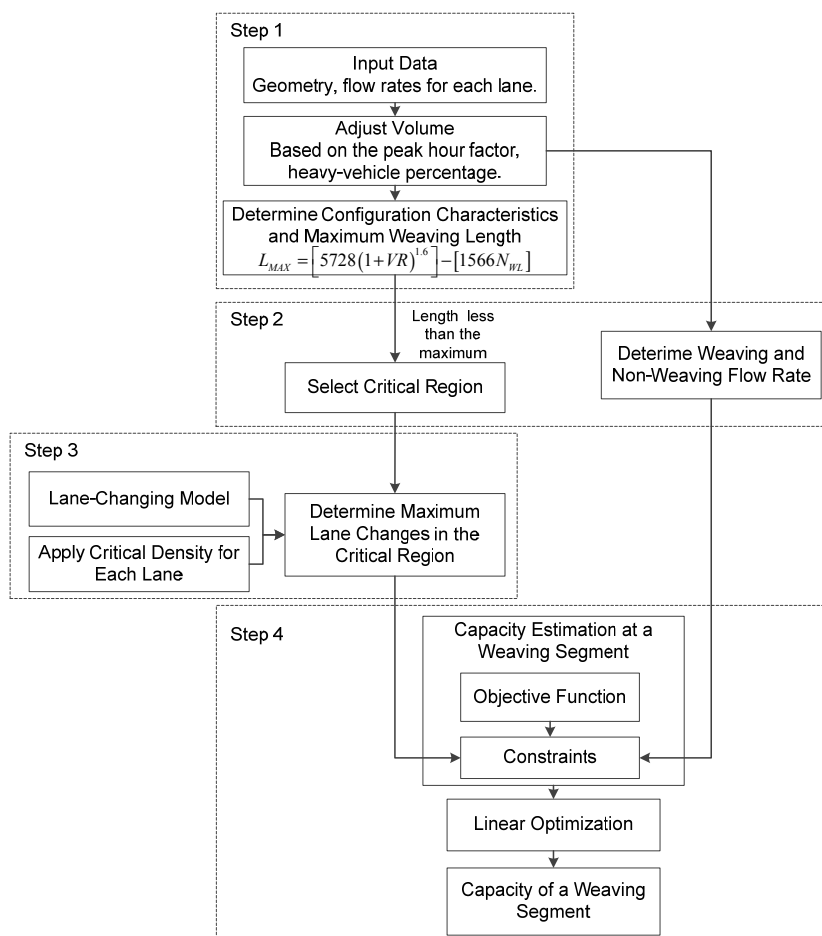 Step 1
Input Data
Geometry, flow rates for each lane.
Adjust Volume
Based on the peak hour factor,
heavy-vehicle percentage.
Determine Configuration Characteristics
and Maximum Weaving Length
L_{MAX} = [5728(1+VR)^{1.6}]−[1566N_{WL}]
Step 2
Length less
than the
maximum
Select Critical Region
Deterime Weaving and
Non-Weaving Flow Rate
Step 3
Lane-Changing Model
Apply Critical Density for
Each Lane
Determine Maximum
Lane Changes in the
Critical Region
Step 4
Capacity Estimation at a
Weaving Segment
Objective Function
Constraints
Linear Optimization
Capacity of a Weaving
Segment